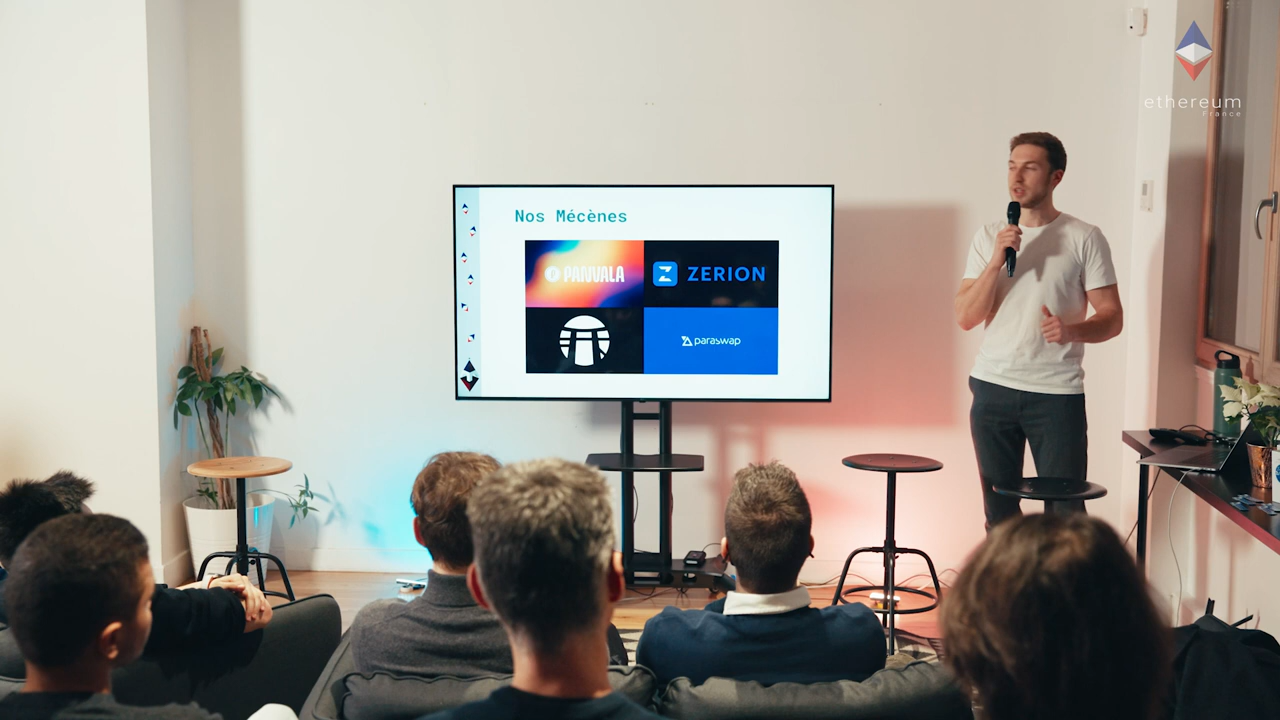 ethereum
France
Nos Mécènes
PANVALA
ZERION
paraswap